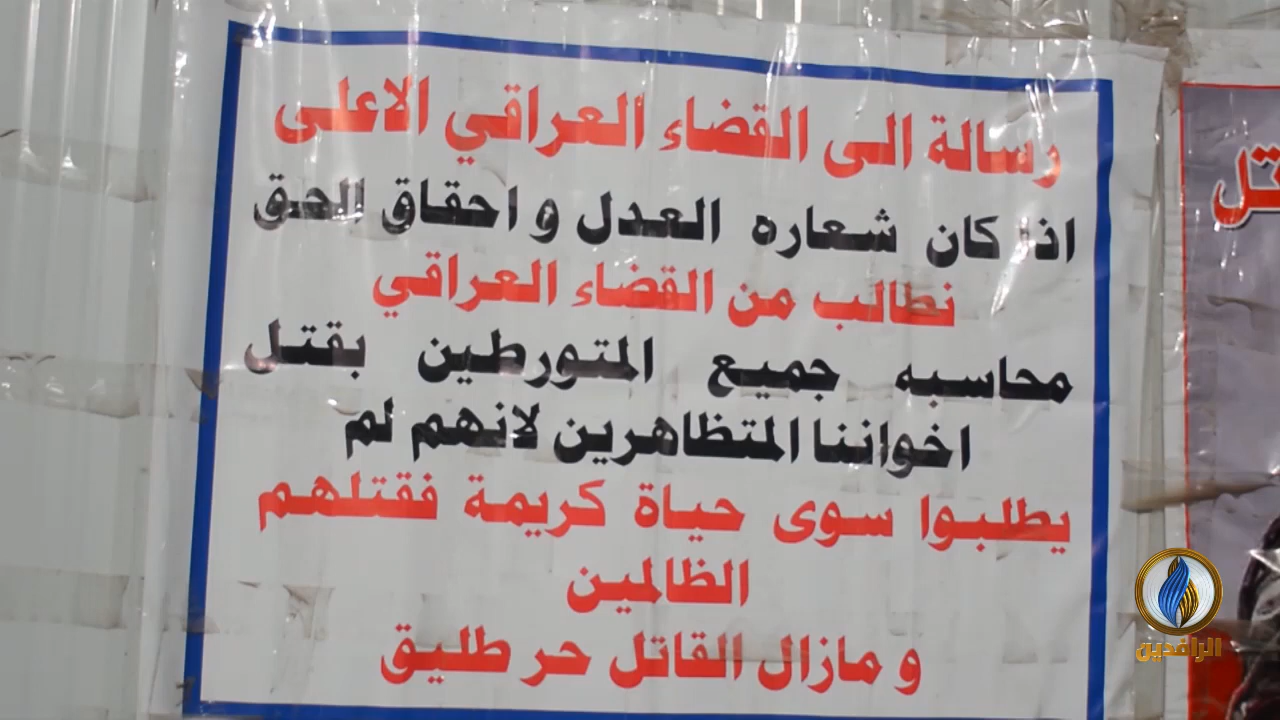 رسالة الى القضاء العراقي الاعلى
اذا كان شعاره العدل و احقاق الحق
نطالب من القضاء العراقي
محاسبه جميع المتورطين بقتل
اخواننا المتظاهرين لانهم لم
يطلبوا سوى حياة كريمة فقتلهم
الظالمين
و مازال القاتل حر طليق
الرافدين